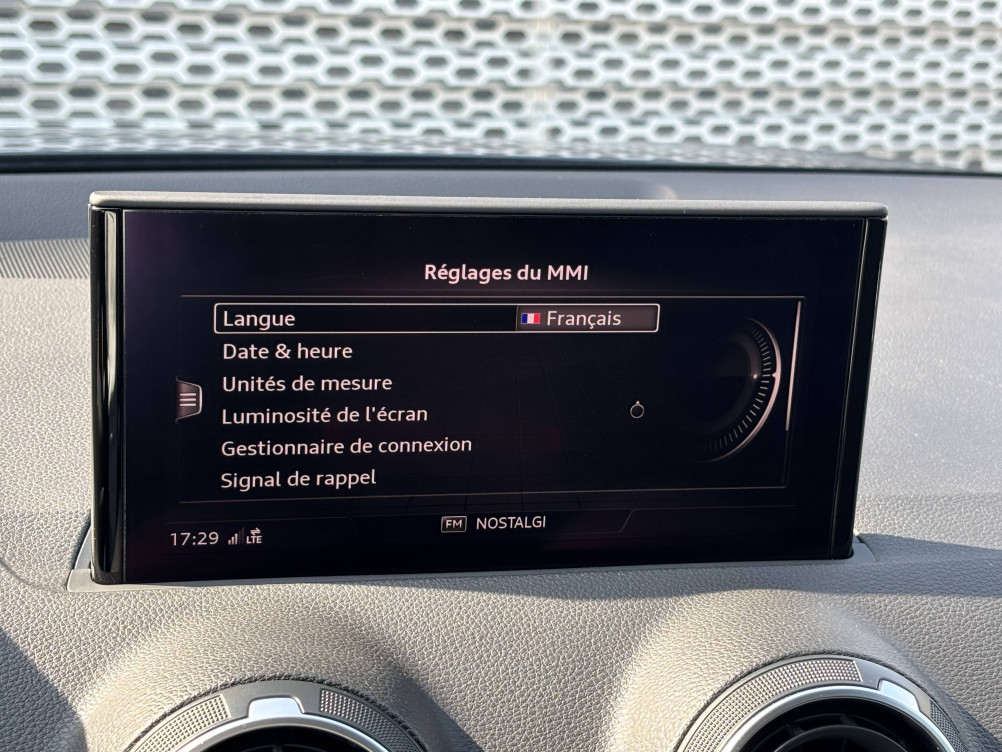 Réglages du MMI
Langue Français
Date & heure
Unités de mesure
Luminosité de l'écran
Gestionnaire de connexion
Signal de rappel
FM NOSTALGI
17:29 LTE